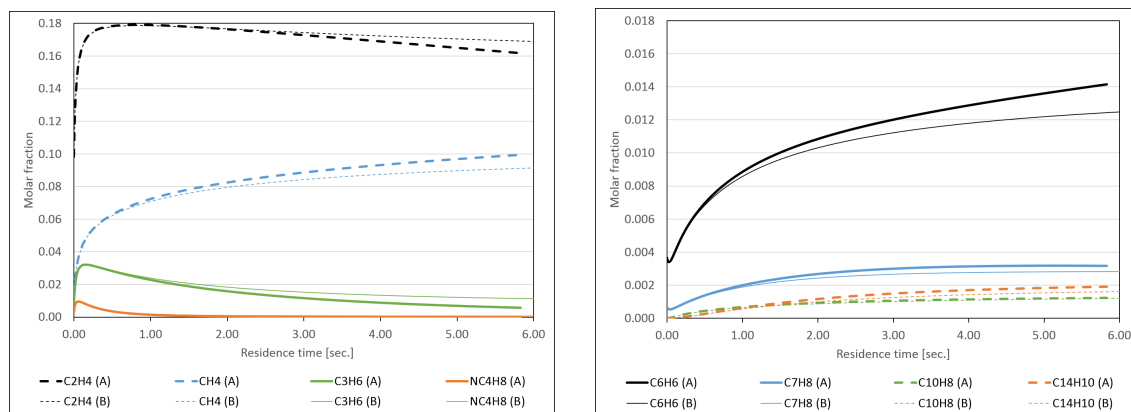 0.18
0.16
0.14
0.12
0.10
0.08
0.06
0.04
0.02
0.00
Molar fraction
1.00 2.00 3.00 4.00 5.00 6.00
Residence time [sec.]
C2H4 (A) CH4 (A) C3H6 (A) NC4H8 (A)
C2H4 (B) CH4 (B) C3H6 (B) NC4H8 (B)
0.018
0.016
0.014
0.012
0.010
0.008
0.006
0.004
0.002
0.000
Molar fraction
0.00 1.00 2.00 3.00 4.00 5.00 6.00
Residence time [sec.]
C6H6 (A) C7H8 (A) C10H8 (A) C14H10 (A)
C6H6 (B) C7H8 (B) C10H8 (B) C14H10 (B)